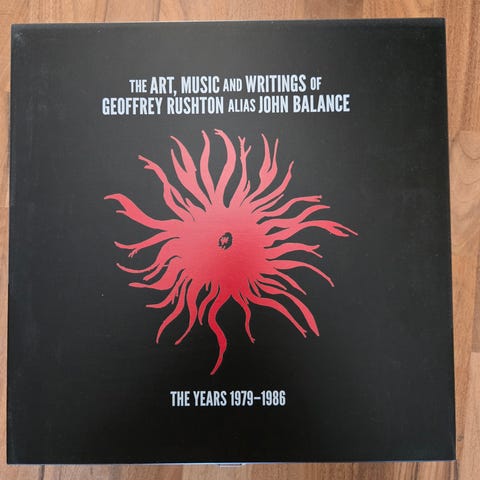 THE ART, MUSIC AND WRITINGS OF
GEOFFREY RUSHTON ALIAS JOHN BALANCE
THE YEARS 1979–1986